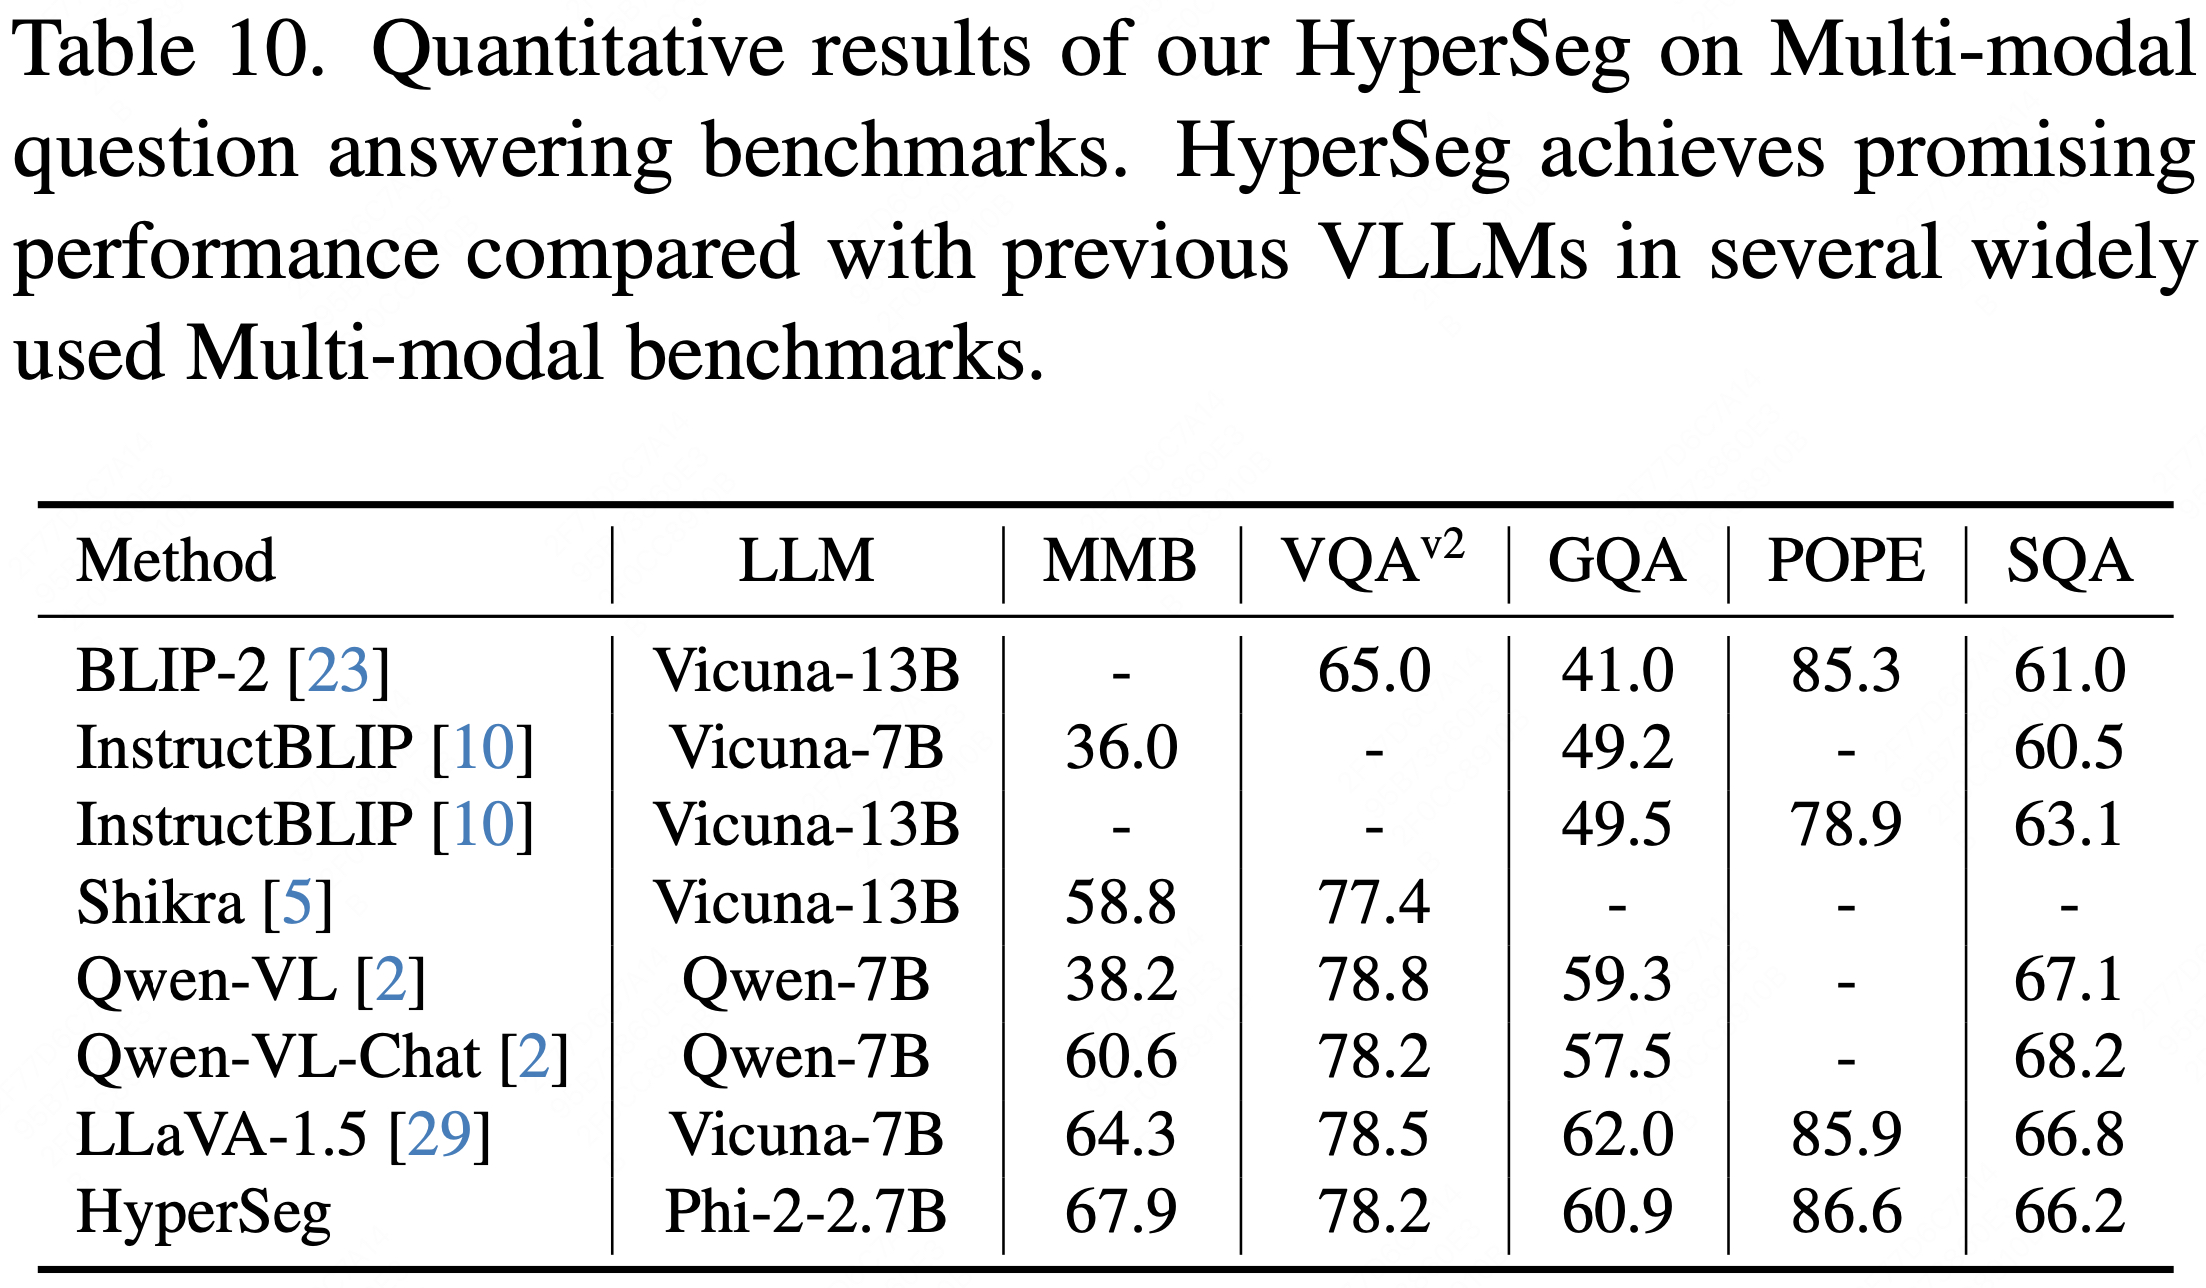 Table 10. Quantitative results of our HyperSeg on Multi-modal
question answering benchmarks. HyperSeg achieves promising
performance compared with previous VLLMs in several widely
used Multi-modal benchmarks.
Method LLM MMB VQA^v2 GQA POPE SQA
BLIP-2 [23] Vicuna-13B - 65.0 41.0 85.3 61.0
InstructBLIP [10] Vicuna-7B 36.0 - 49.2 - 60.5
InstructBLIP [10] Vicuna-13B - - 49.5 78.9 63.1
Shikra [5] Vicuna-13B 58.8 77.4 - - -
Qwen-VL [2] Qwen-7B 38.2 78.8 59.3 - 67.1
Qwen-VL-Chat [2] Qwen-7B 60.6 78.2 57.5 - 68.2
LLaVA-1.5 [29] Vicuna-7B 64.3 78.5 62.0 85.9 66.8
HyperSeg Phi-2-2.7B 67.9 78.2 60.9 86.6 66.2